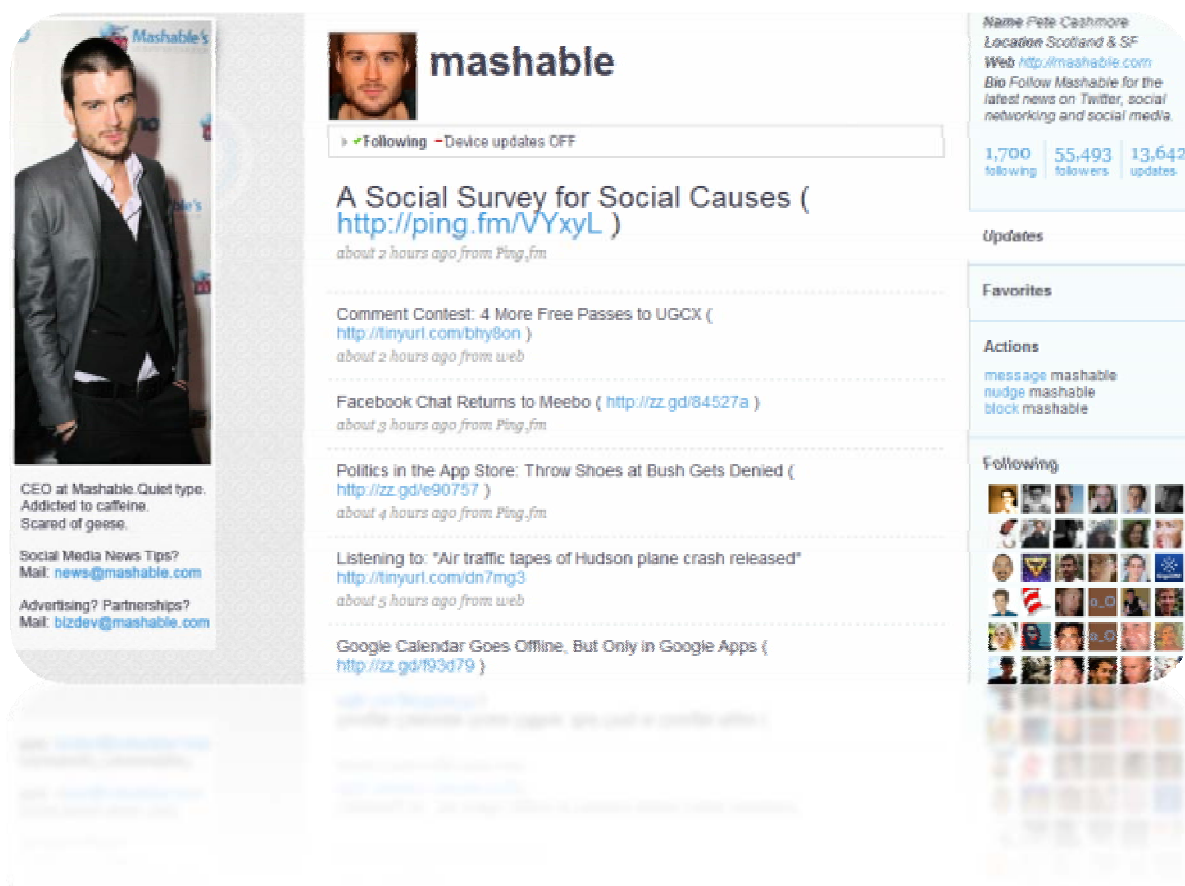 Mashable's
ble's
CEO at Mashable.Quiet type.
Addicted to caffeine.
Scared of geese.
Social Media News Tips?
Mail: news@mashable.com
Advertising? Partnerships?
Mail: bizdev@mashable.com
mashable
Following Device updates OFF
A Social Survey for Social Causes (
http://ping.fm/VYxyL )
about 2 hours ago from Ping.fm
Comment Contest: 4 More Free Passes to UGCX (
http://tinyurl.com/bhy8on )
about 2 hours ago from web
Facebook Chat Returns to Meebo ( http://zz.gd/84527a )
about 3 hours ago from Ping.fm
Politics in the App Store: Throw Shoes at Bush Gets Denied (
http://zz.gd/e90757 )
about 4 hours ago from Ping.fm
Listening to: "Air traffic tapes of Hudson plane crash released"
http://tinyurl.com/dn7mg3
about 5 hours ago from web
Google Calendar Goes Offline, But Only in Google Apps (
http://zz.gd/f93d79 )
Name Pete Cashmore
Location Scotland & SF
Web http://mashable.com
Bio Follow Mashable for the
latest news on Twitter, social
networking and social media.
1,700 55,493 13,642
following followers updates
Updates
Favorites
Actions
message mashable
nudge mashable
block mashable
Following
o_O
o_O